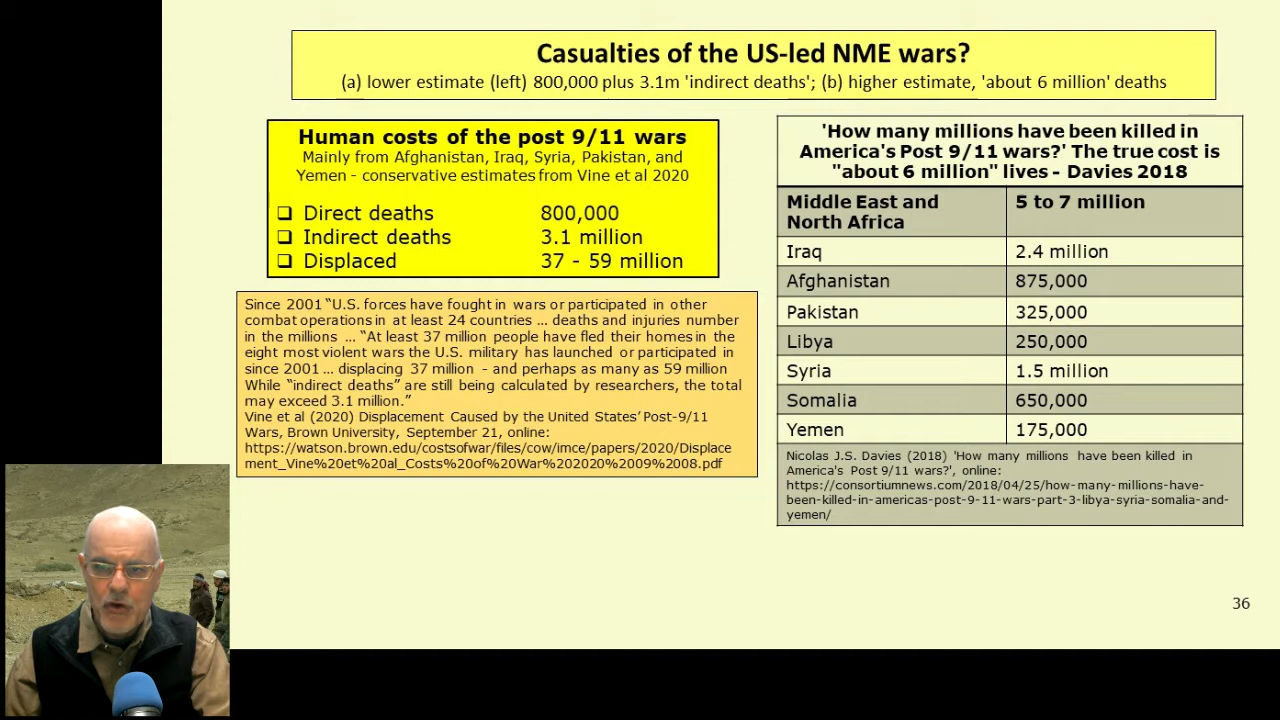 Casualties of the US-led NME wars?
(a) lower estimate (left) 800,000 plus 3.1m 'indirect deaths'; (b) higher estimate, 'about 6 million' deaths
Human costs of the post 9/11 wars
Mainly from Afghanistan, Iraq, Syria, Pakistan, and
Yemen - conservative estimates from Vine et al 2020
❑ Direct deaths 800,000
❑ Indirect deaths 3.1 million
❑ Displaced 37 - 59 million
Since 2001 “U.S. forces have fought in wars or participated in other
combat operations in at least 24 countries ... deaths and injuries number
in the millions ... “At least 37 million people have fled their homes in the
eight most violent wars the U.S. military has launched or participated in
since 2001 ... displacing 37 million - and perhaps as many as 59 million
While “indirect deaths” are still being calculated by researchers, the total
may exceed 3.1 million.”
Vine et al (2020) Displacement Caused by the United States’ Post-9/11
Wars, Brown University, September 21, online:
https://watson.brown.edu/costsofwar/files/cow/imce/papers/2020/Displace
ment_Vine%20et%20al_Costs%20of%20War%202020%2009%2008.pdf
'How many millions have been killed in
America's Post 9/11 wars?' The true cost is
"about 6 million" lives - Davies 2018
Middle East and
North Africa
5 to 7 million
Iraq 2.4 million
Afghanistan 875,000
Pakistan 325,000
Libya 250,000
Syria 1.5 million
Somalia 650,000
Yemen 175,000
Nicolas J.S. Davies (2018) 'How many millions have been killed in
America's Post 9/11 wars?', online:
https://consortiumnews.com/2018/04/25/how-many-millions-have-
been-killed-in-americas-post-9-11-wars-part-3-libya-syria-somalia-and-
yemen/
36